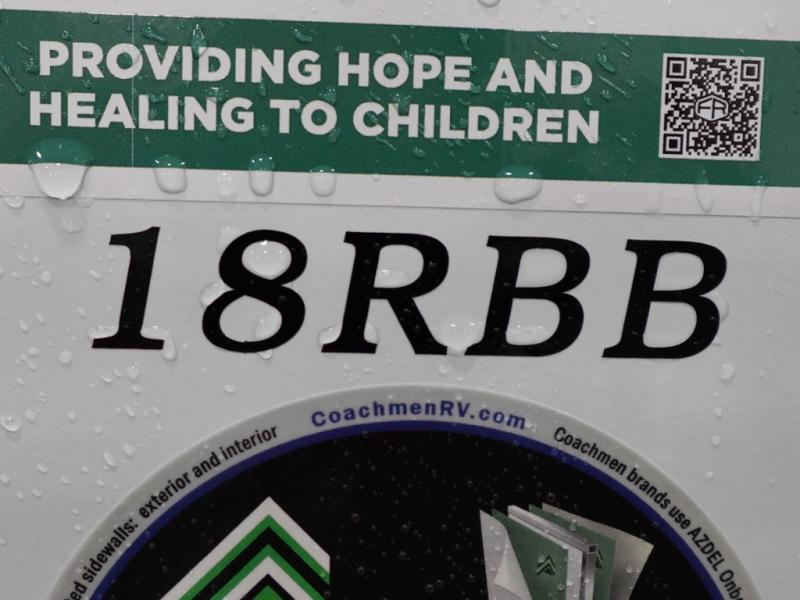 PROVIDING HOPE AND
HEALING TO CHILDREN
18RBB
CoachmenRV.com
sidewalls: exterior and interior
Coachmen brands use AZDEL